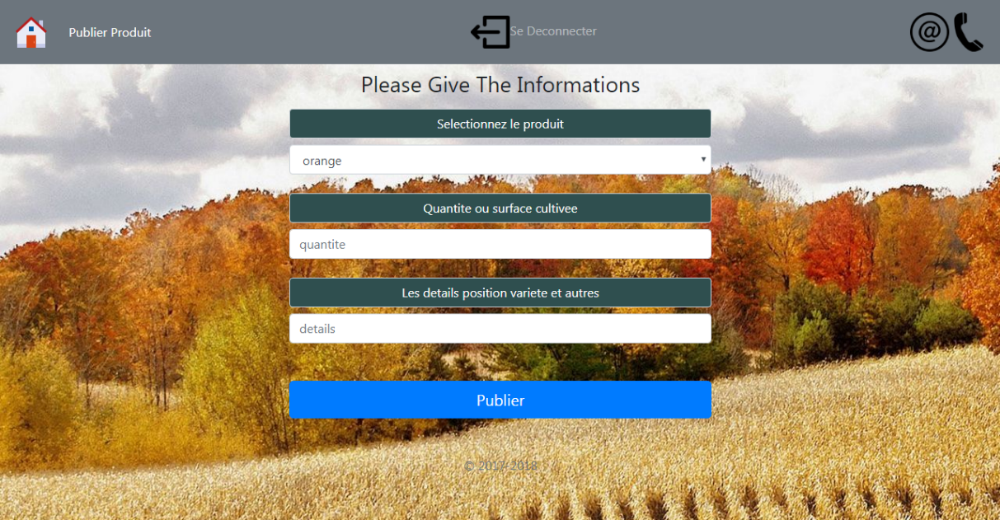 Publier Produit
Se Deconnecter
@
Please Give The Informations
Selectionnez le produit
orange
Quantite ou surface cultivee
quantite
Les details position variete et autres
details
Publier
© 2017-2018